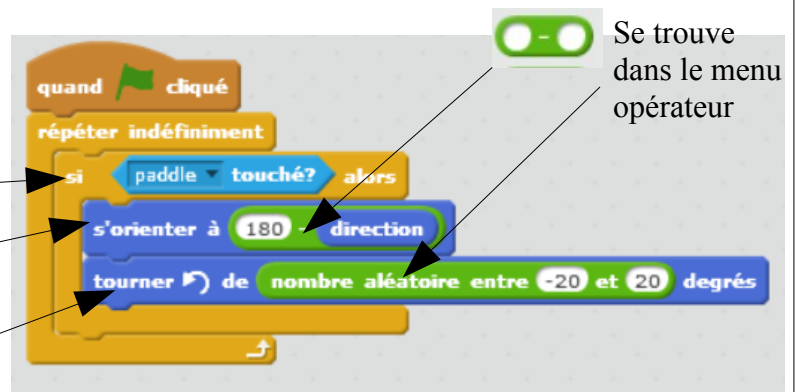 Se trouve
dans le menu
opérateur
-
quand cliqué
répéter indéfiniment
si paddle touché? alors
s'orienter à 180 - direction
tourner de nombre aléatoire entre -20 et 20 degrés